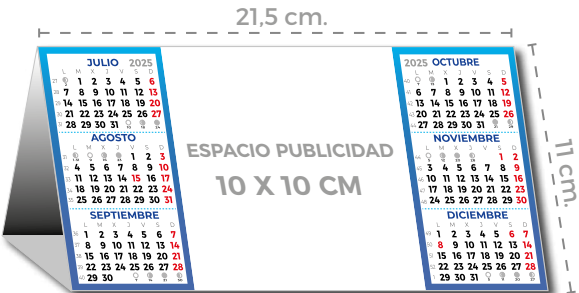 21,5 cm.
JULIO 2025
L M X J V S D
1 2 3 4 5 6
7 8 9 10 11 12 13
14 15 16 17 18 19 20
21 22 23 24 25 26 27
28 29 30 31
AGOSTO
1 2 3
4 5 6 7 8 9 10
11 12 13 14 15 16 17
18 19 20 21 22 23 24
25 26 27 28 29 30 31
SEPTIEMBRE
1 2 3 4 5 6 7
8 9 10 11 12 13 14
15 16 17 18 19 20 21
22 23 24 25 26 27 28
29 30
ESPACIO PUBLICIDAD
10 X 10 CM
2025 OCTUBRE
L M X J V S D
1 2 3 4 5
6 7 8 9 10 11 12
13 14 15 16 17 18 19
20 21 22 23 24 25 26
27 28 29 30 31
NOVIEMBRE
1 2
3 4 5 6 7 8 9
10 11 12 13 14 15 16
17 18 19 20 21 22 23
24 25 26 27 28 29 30
DICIEMBRE
1 2 3 4 5 6 7
8 9 10 11 12 13 14
15 16 17 18 19 20 21
22 23 24 25 26 27 28
29 30 31
11 cm.